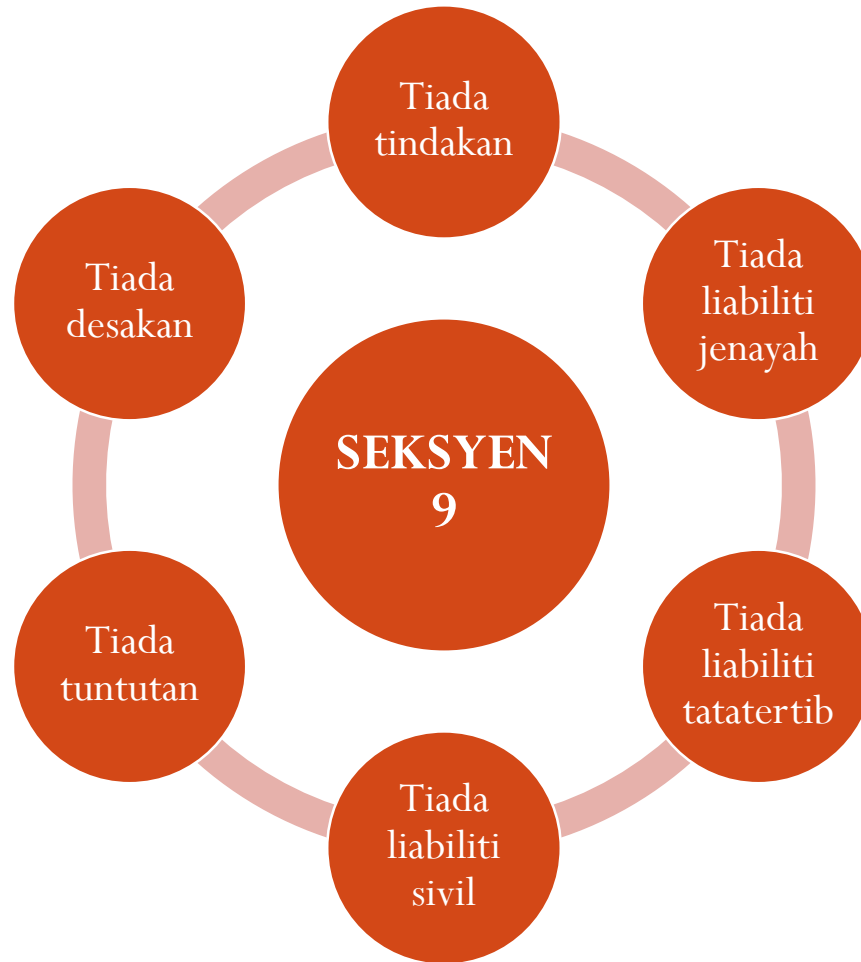 Tiada
tindakan
Tiada
liabiliti
jenayah
Tiada
liabiliti
tatatertib
Tiada
liabiliti
sivil
Tiada
tuntutan
Tiada
desakan
SEKSYEN
9